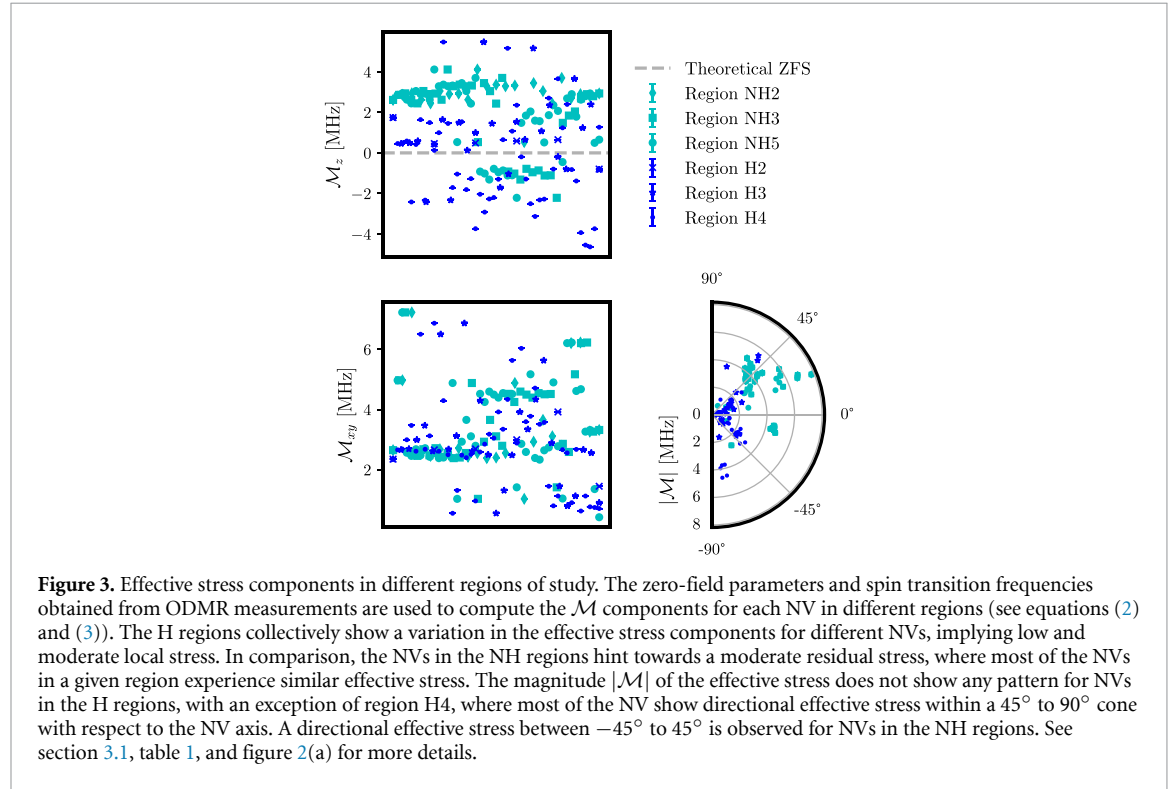 4
2
0
−2
−4
ℳz [MHz]
Theoretical ZFS
Region NH2
Region NH3
Region NH5
Region H2
Region H3
Region H4
6
4
2
ℳxy [MHz]
90°
45°
0°
-45°
-90°
0
2
4
6
8
|ℳ| [MHz]
Figure 3. Effective stress components in different regions of study. The zero-field parameters and spin transition frequencies
obtained from ODMR measurements are used to compute the ℳ components for each NV in different regions (see equations (2)
and (3)). The H regions collectively show a variation in the effective stress components for different NVs, implying low and
moderate local stress. In comparison, the NVs in the NH regions hint towards a moderate residual stress, where most of the NVs
in a given region experience similar effective stress. The magnitude |ℳ| of the effective stress does not show any pattern for NVs
in the H regions, with an exception of region H4, where most of the NV show directional effective stress within a 45° to 90° cone
with respect to the NV axis. A directional effective stress between −45° to 45° is observed for NVs in the NH regions. See
section 3.1, table 1, and figure 2(a) for more details.